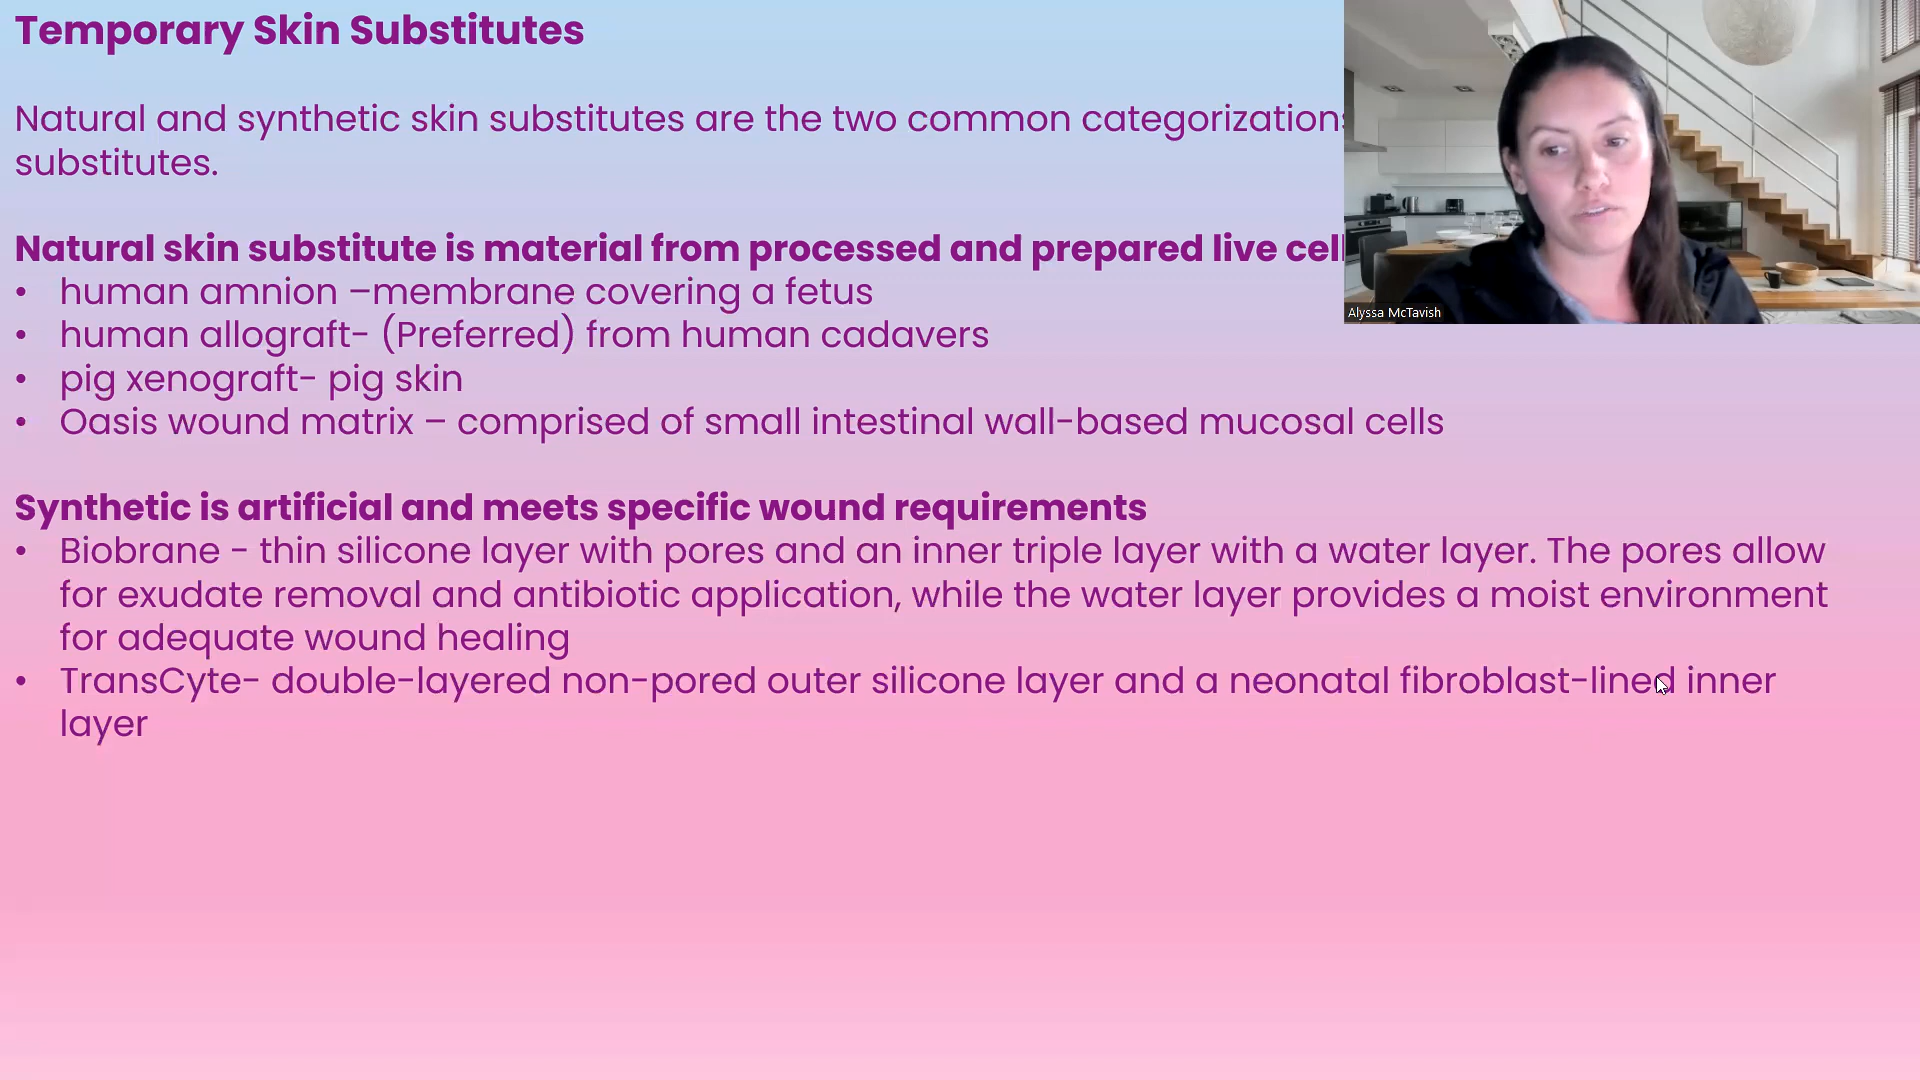 Temporary Skin Substitutes
Natural and synthetic skin substitutes are the two common categorizations
substitutes.
Natural skin substitute is material from processed and prepared live
• human amnion –membrane covering a fetus
• human allograft- (Preferred) from human cadavers
• pig xenograft- pig skin
• Oasis wound matrix – comprised of small intestinal wall-based mucosal cells
Synthetic is artificial and meets specific wound requirements
• Biobrane - thin silicone layer with pores and an inner triple layer with a water layer. The pores allow
for exudate removal and antibiotic application, while the water layer provides a moist environment
for adequate wound healing
• TransCyte- double-layered non-pored outer silicone layer and a neonatal fibroblast-lined inner
layer
Alyssa McTavish